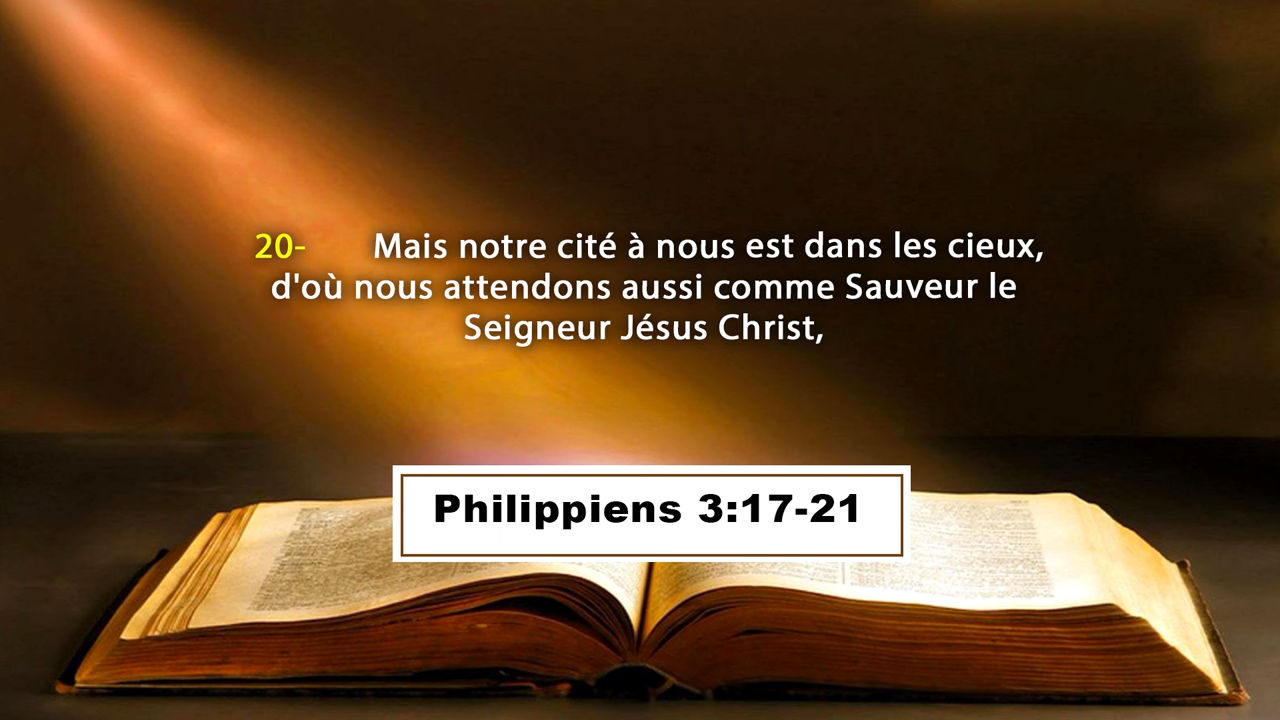 20- Mais notre cité à nous est dans les cieux,
d'où nous attendons aussi comme Sauveur le
Seigneur Jésus Christ,
Philippiens 3:17-21